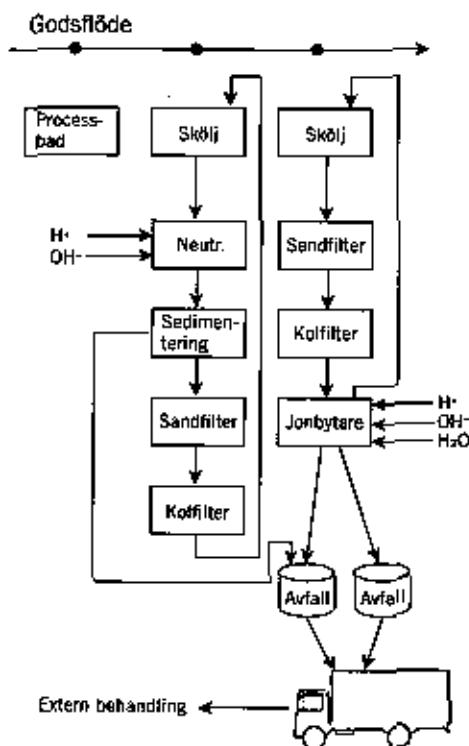 Godsflöde
Process-
bad
Skölj
Skölj
H+
OH-
Neutr.
Sandfilter
Sedimen-
tering
Kolfilter
Sandfilter
Jonbytare
H+
OH-
H₂O
Kolfilter
Avfall
Avfall
Extern behandling